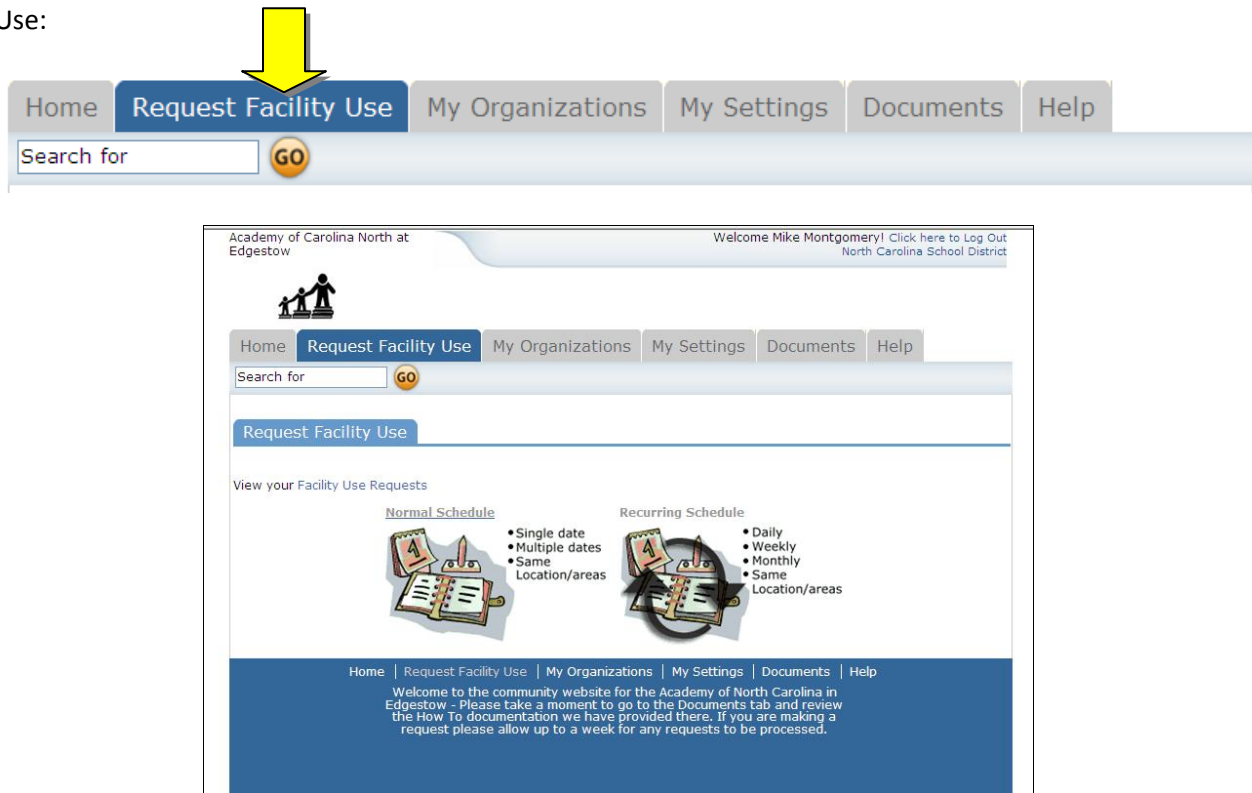 Use:
Home Request Facility Use My Organizations My Settings Documents Help
Search for GO
Academy of Carolina North at
Edgestow
Welcome Mike Montgomery! Click here to Log Out
North Carolina School District
Home Request Facility Use My Organizations My Settings Documents Help
Search for GO
Request Facility Use
View your Facility Use Requests
Normal Schedule
•Single date
•Multiple dates
•Same
Location/areas
Recurring Schedule
•Daily
•Weekly
•Monthly
•Same
Location/areas
Home | Request Facility Use | My Organizations | My Settings | Documents | Help
Welcome to the community website for the Academy of North Carolina in
Edgestow - Please take a moment to go to the Documents tab and review
the How To documentation we have provided there. If you are making a
request please allow up to a week for any requests to be processed.